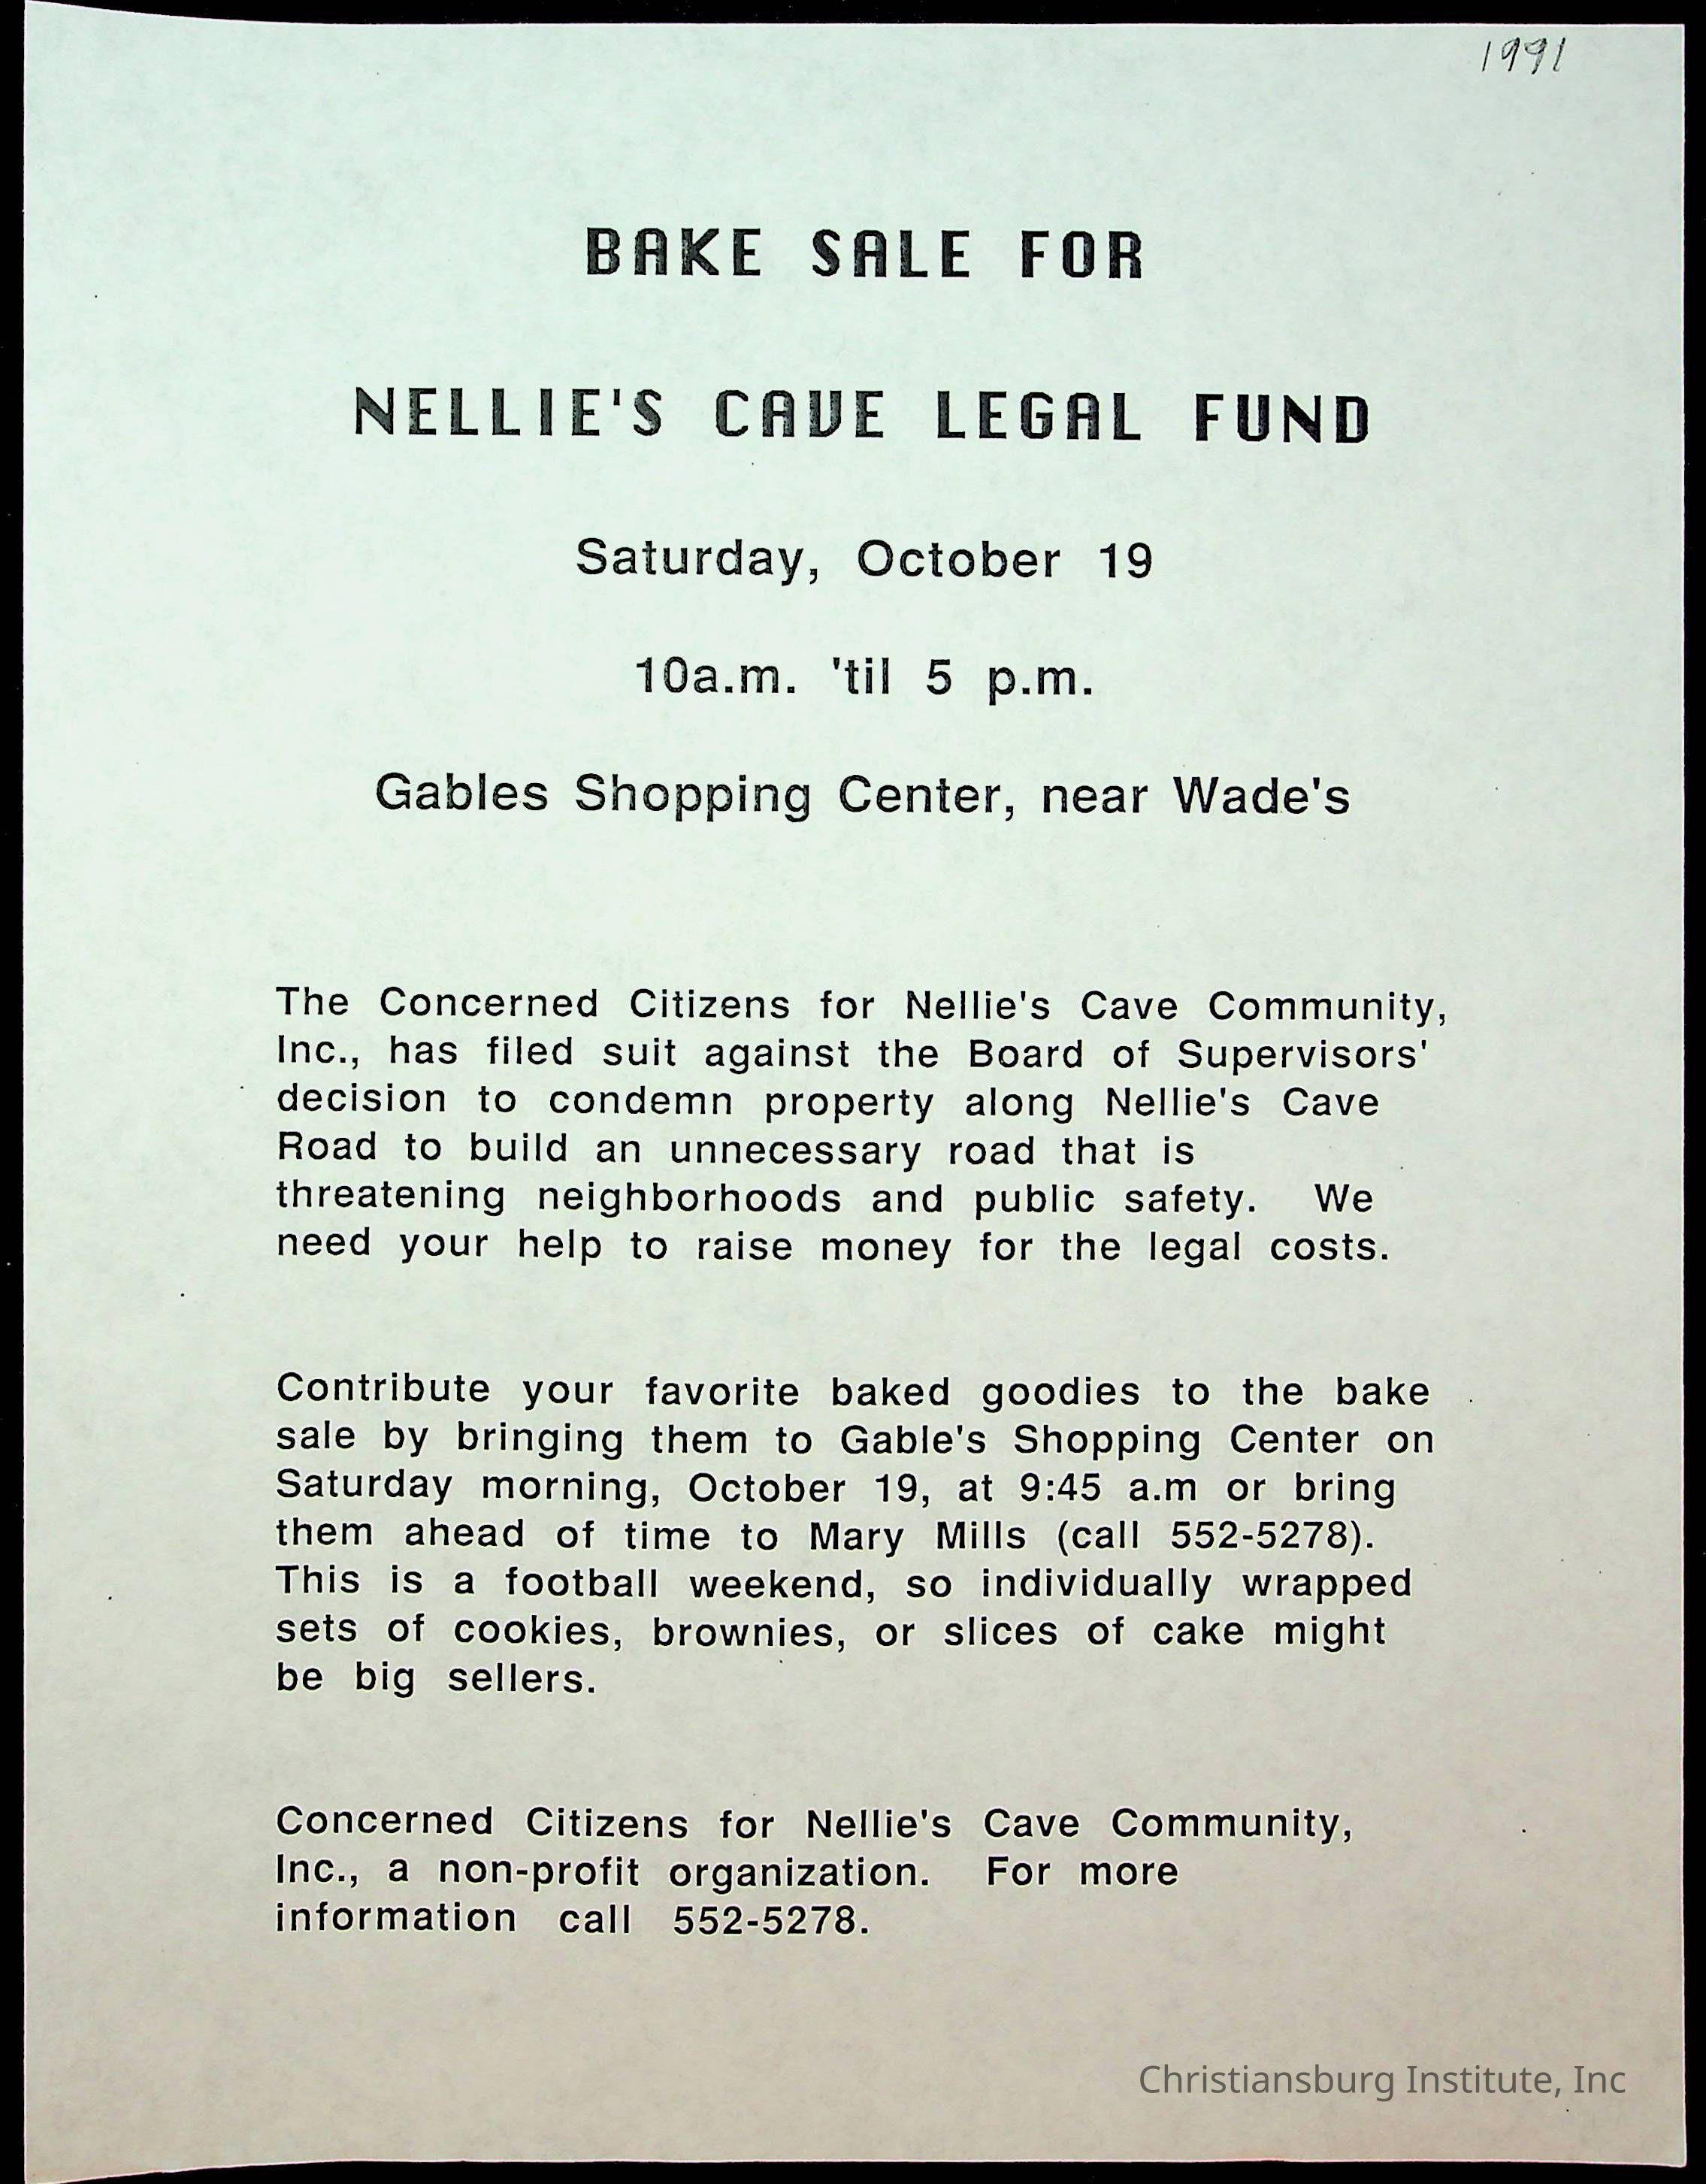 1991
BAKE SALE FOR
NELLIE'S CAVE LEGAL FUND
Saturday, October 19
10a.m. 'til 5 p.m.
Gables Shopping Center, near Wade's
The Concerned Citizens for Nellie's Cave Community,
Inc., has filed suit against the Board of Supervisors'
decision to condemn property along Nellie's Cave
Road to build an unnecessary road that is
threatening neighborhoods and public safety. We
need your help to raise money for the legal costs.
Contribute your favorite baked goodies to the bake
sale by bringing them to Gable's Shopping Center on
Saturday morning, October 19, at 9:45 a.m or bring
them ahead of time to Mary Mills (call 552-5278).
This is a football weekend, so individually wrapped
sets of cookies, brownies, or slices of cake might
be big sellers.
Concerned Citizens for Nellie's Cave Community,
Inc., a non-profit organization. For more
information call 552-5278.
Christiansburg Institute, Inc